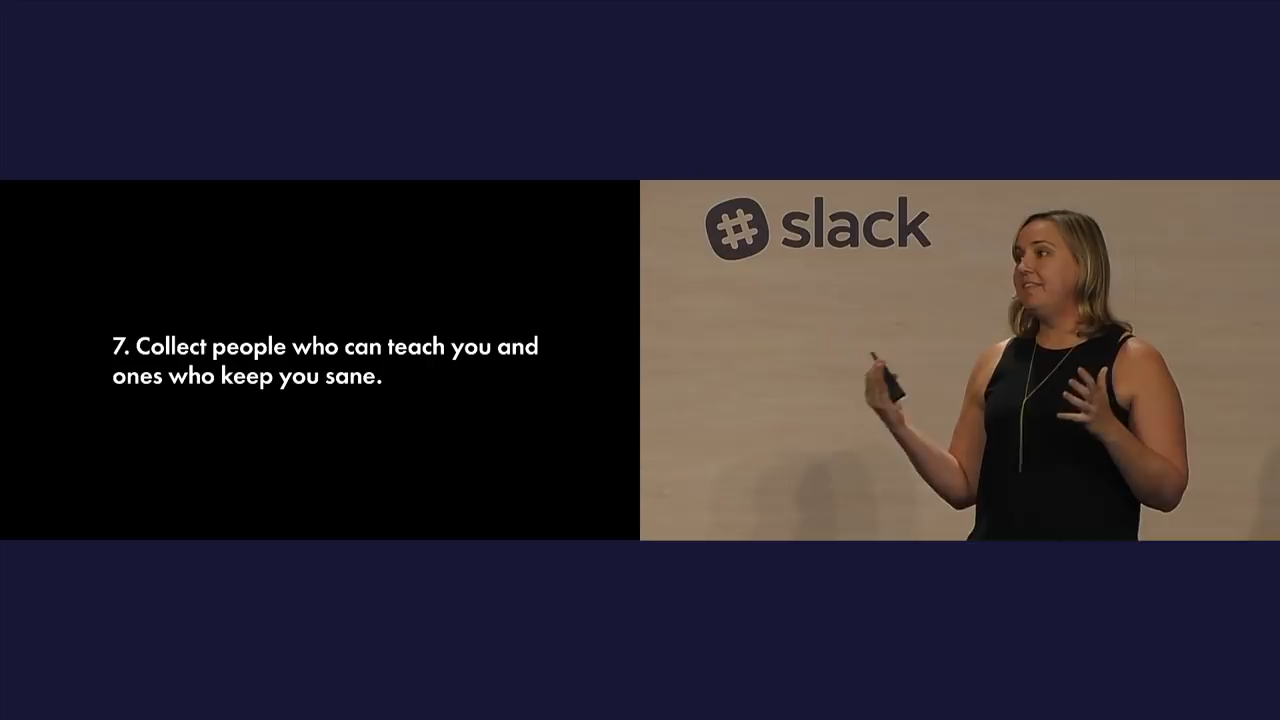 7. Collect people who can teach you and
ones who keep you sane.
slack